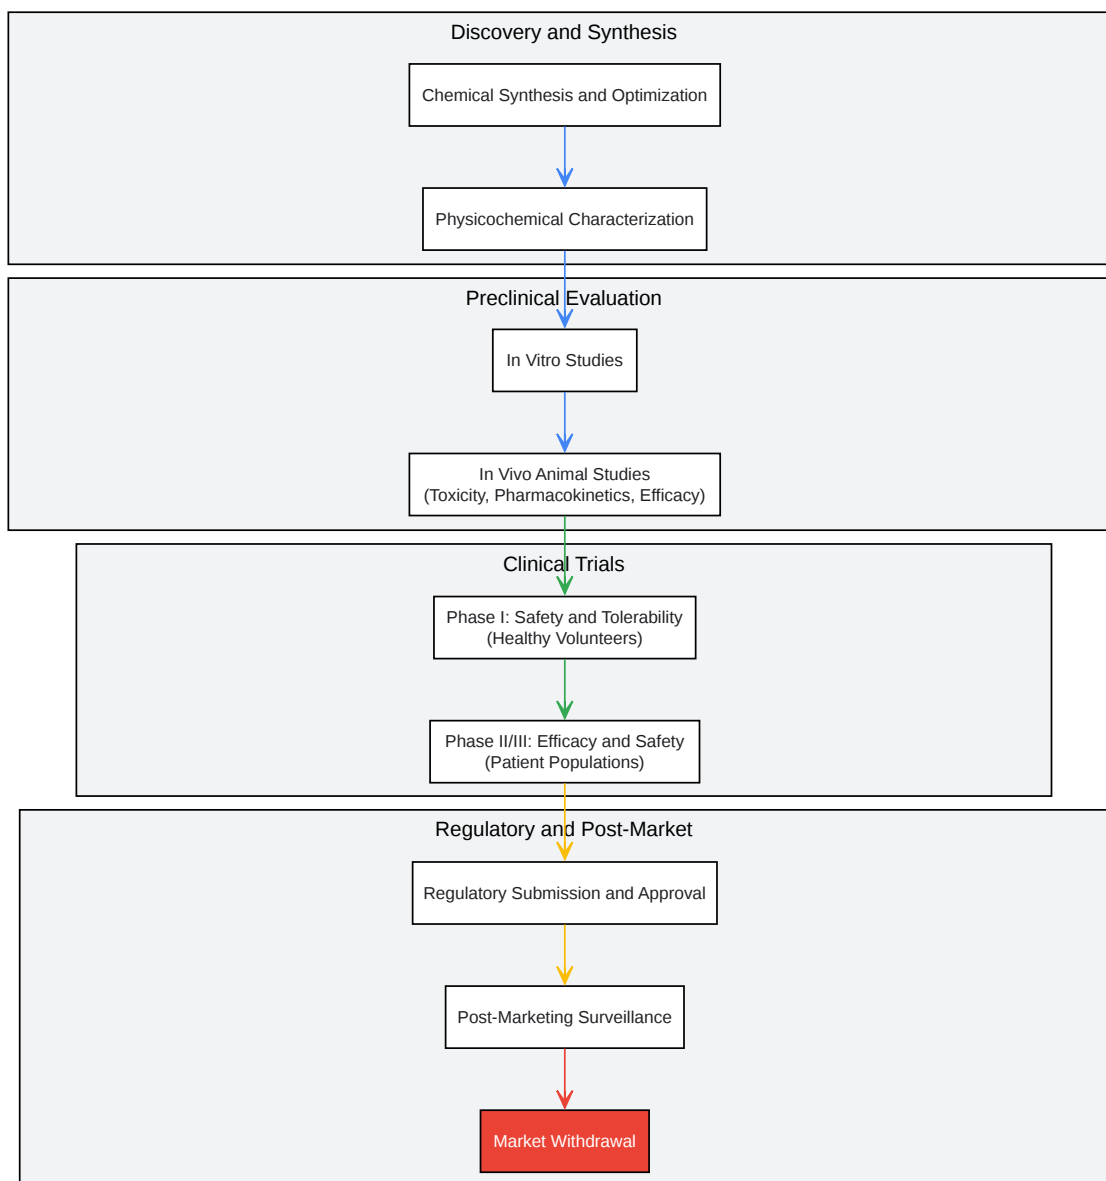 Discovery and Synthesis
Chemical Synthesis and Optimization
Physicochemical Characterization
Preclinical Evaluation
In Vitro Studies
In Vivo Animal Studies
(Toxicity, Pharmacokinetics, Efficacy)
Clinical Trials
Phase I: Safety and Tolerability
(Healthy Volunteers)
Phase II/III: Efficacy and Safety
(Patient Populations)
Regulatory and Post-Market
Regulatory Submission and Approval
Post-Marketing Surveillance
Market Withdrawal